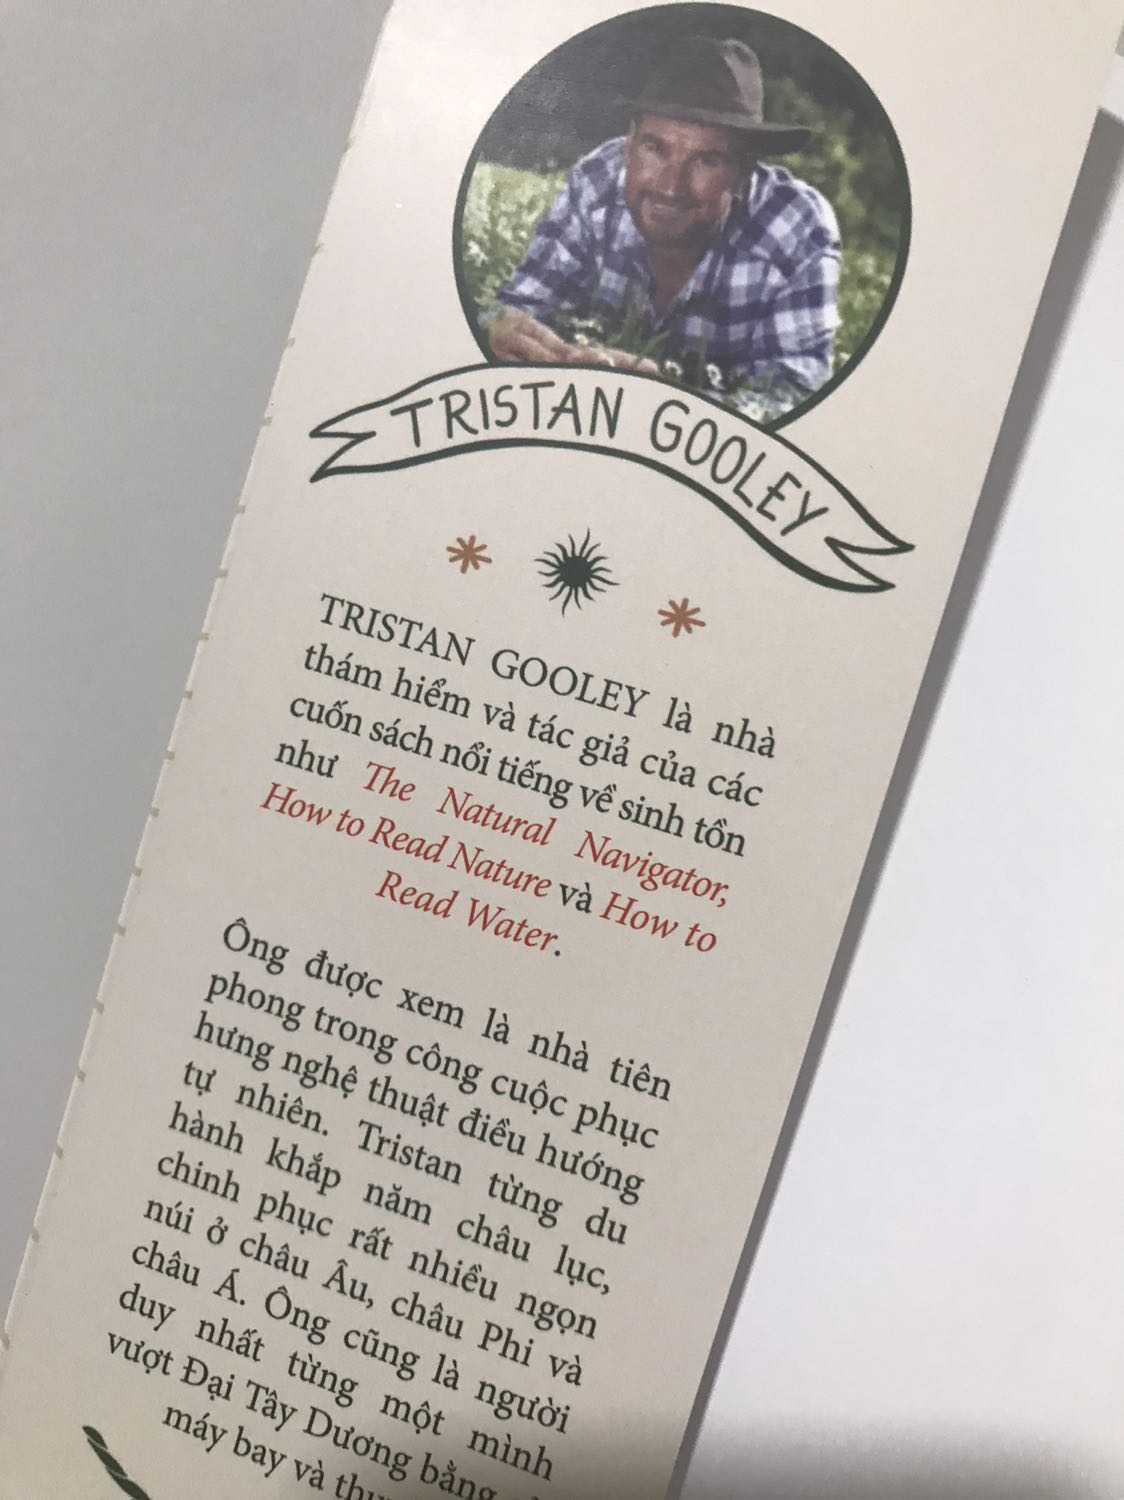 TRISTAN GOOLEY
TRISTAN GOOLEY là nhà
thám hiểm và tác giả của các
cuốn sách nổi tiếng về sinh tồn
như The Natural Navigator,
How to Read Nature và How to
Read Water.
Ông được xem là nhà tiên
phong trong công cuộc phục
hưng nghệ thuật điều hướng
tự nhiên. Tristan từng du
hành khắp năm châu lục,
chinh phục rất nhiều ngọn
núi ở châu Âu, châu Phi và
châu Á. Ông cũng là người
duy nhất từng một mình
vượt Đại Tây Dương bằng
máy bay và